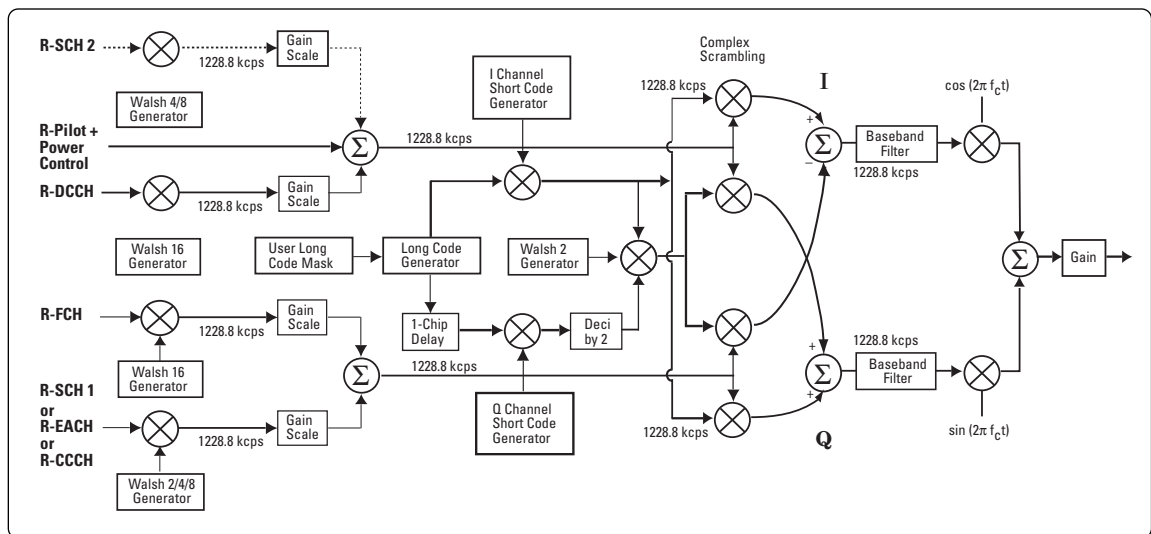 R-SCH 2
1228.8 kcps
Gain
Scale
Walsh 4/8
Generator
R-Pilot +
Power
Control
Σ
1228.8 kcps
R-DCCH
1228.8 kcps
Gain
Scale
Walsh 16
Generator
User Long
Code Mask
Long Code
Generator
I Channel
Short Code
Generator
Walsh 2
Generator
1-Chip
Delay
Deci
by 2
Q Channel
Short Code
Generator
R-FCH
1228.8 kcps
Gain
Scale
Walsh 16
Generator
Σ
1228.8 kcps
R-SCH 1
or
R-EACH
or
R-CCCH
1228.8 kcps
Gain
Scale
Walsh 2/4/8
Generator
Complex
Scrambling
1228.8 kcps
1228.8 kcps
I
+
Σ
−
Baseband
Filter
1228.8 kcps
cos (2π fct)
+
Σ
+
Q
1228.8 kcps
Baseband
Filter
sin (2π fct)
Σ
Gain